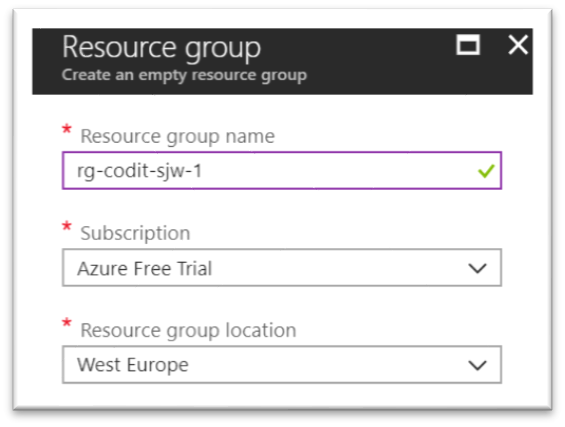 Resource group
Create an empty resource group
* Resource group name
rg-codit-sjw-1
* Subscription
Azure Free Trial
* Resource group location
West Europe